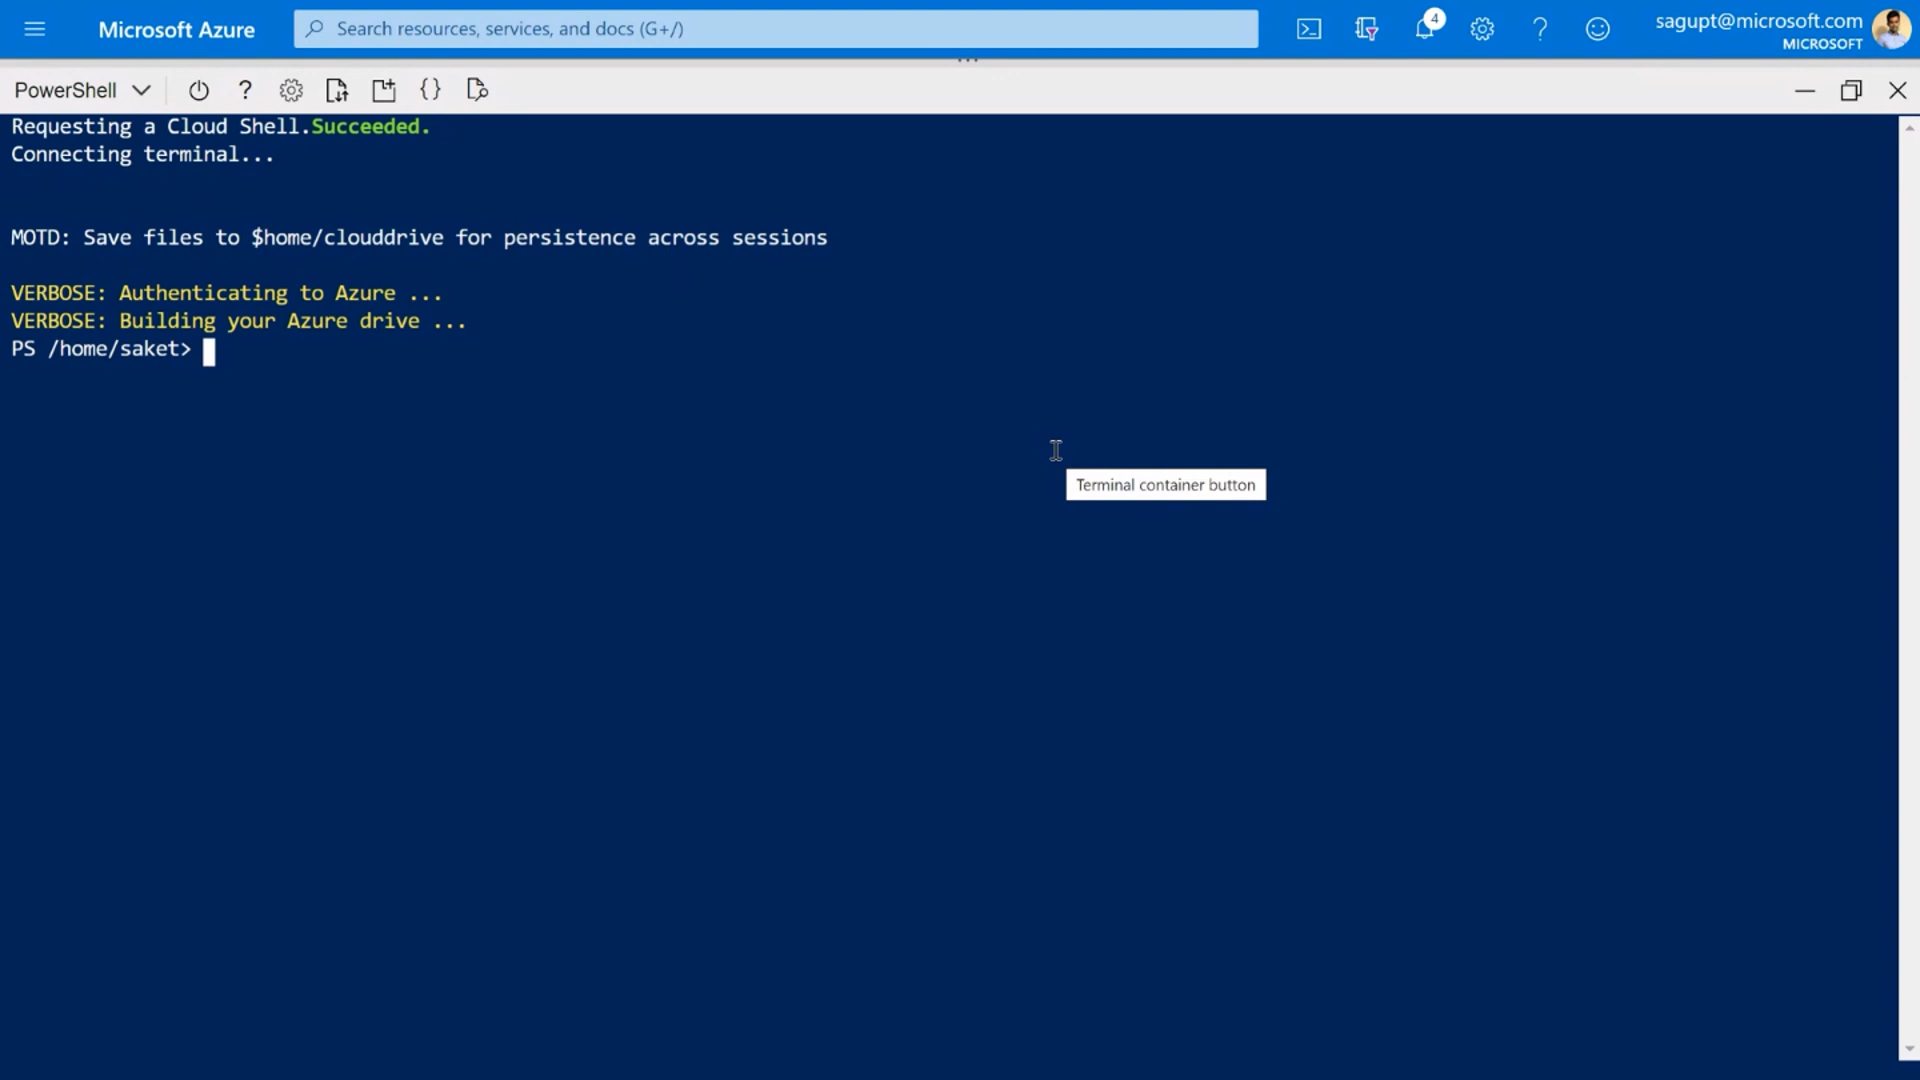 Microsoft Azure
Search resources, services, and docs (G+/)
4
sagupt@microsoft.com
MICROSOFT
PowerShell
?
{}
Requesting a Cloud Shell.Succeeded.
Connecting terminal...
MOTD: Save files to $home/clouddrive for persistence across sessions
VERBOSE: Authenticating to Azure ...
VERBOSE: Building your Azure drive ...
PS /home/saket>
Terminal container button